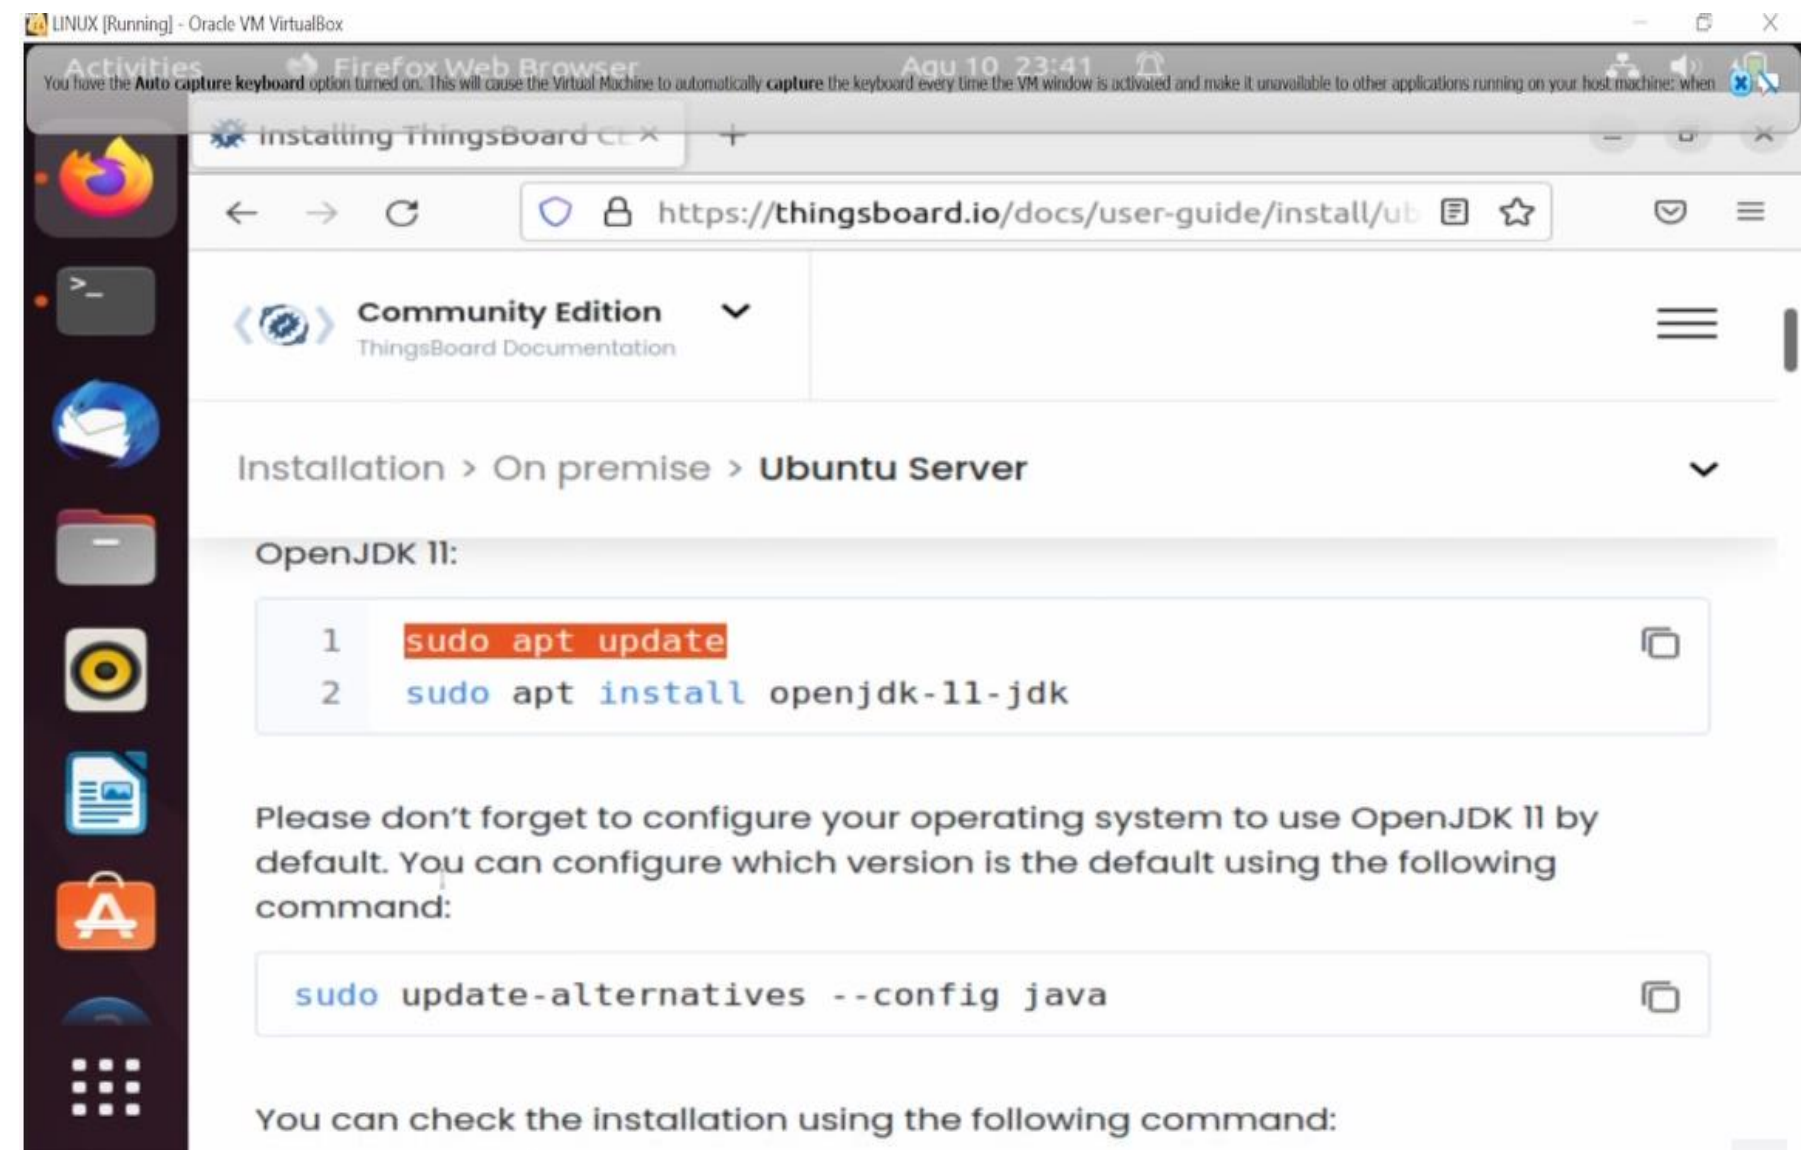 LINUX [Running] - Oracle VM VirtualBox
Activities Firefox Web Browser Agu 10 23:41
You have the Auto capture keyboard option turned on. This will cause the Virtual Machine to automatically capture the keyboard every time the VM window is activated and make it unavailable to other applications running on your host machine: when
Installing ThingsBoard CE
https://thingsboard.io/docs/user-guide/install/ub
Community Edition
ThingsBoard Documentation
Installation > On premise > Ubuntu Server
OpenJDK 11:
1 sudo apt update
2 sudo apt install openjdk-11-jdk
Please don't forget to configure your operating system to use OpenJDK 11 by
default. You can configure which version is the default using the following
command:
sudo update-alternatives --config java
You can check the installation using the following command: